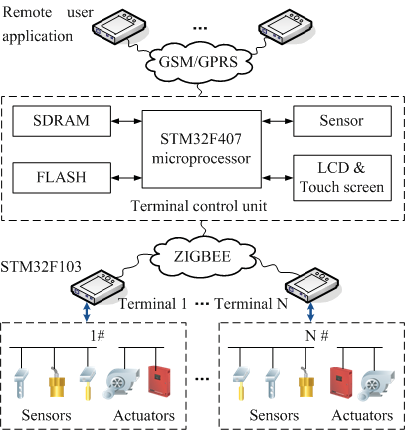 Remote user
application
...
GSM/GPRS
SDRAM
STM32F407
microprocessor
Sensor
FLASH
LCD &
Touch screen
Terminal control unit
ZIGBEE
STM32F103
Terminal 1 ... Terminal N
1#
N #
...
Sensors Actuators
Sensors Actuators